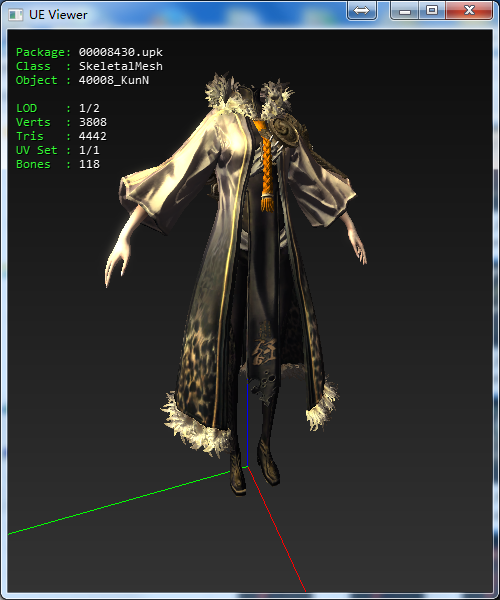 UE Viewer
Package: 00008430.upk
Class : SkeletalMesh
Object : 40008_KunN
LOD : 1/2
Verts : 3808
Tris : 4442
UV Set : 1/1
Bones : 118